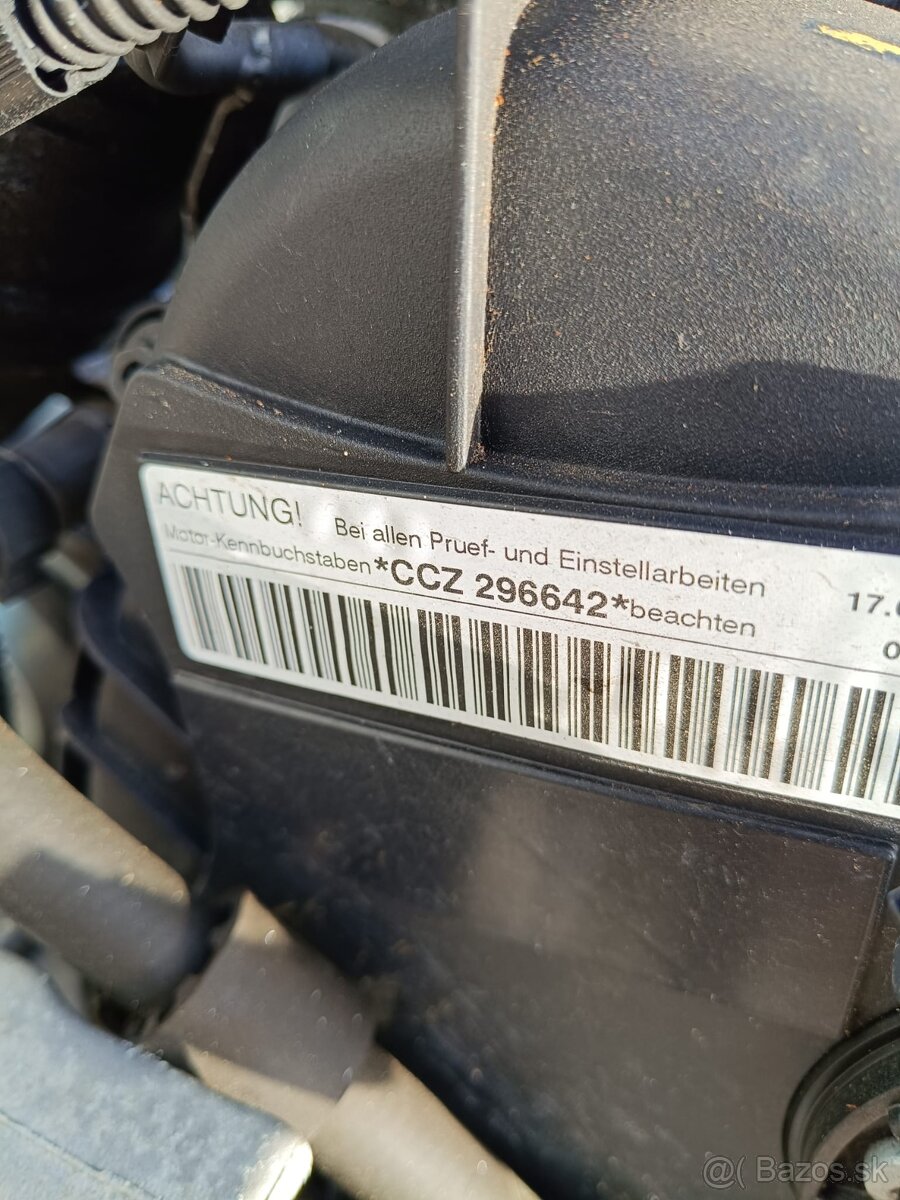 ACHTUNG! Bei allen Pruef- und Einstellarbeiten
Motor-Kennbuchstaben *CCZ 296642* beachten
@( Bazos.sk